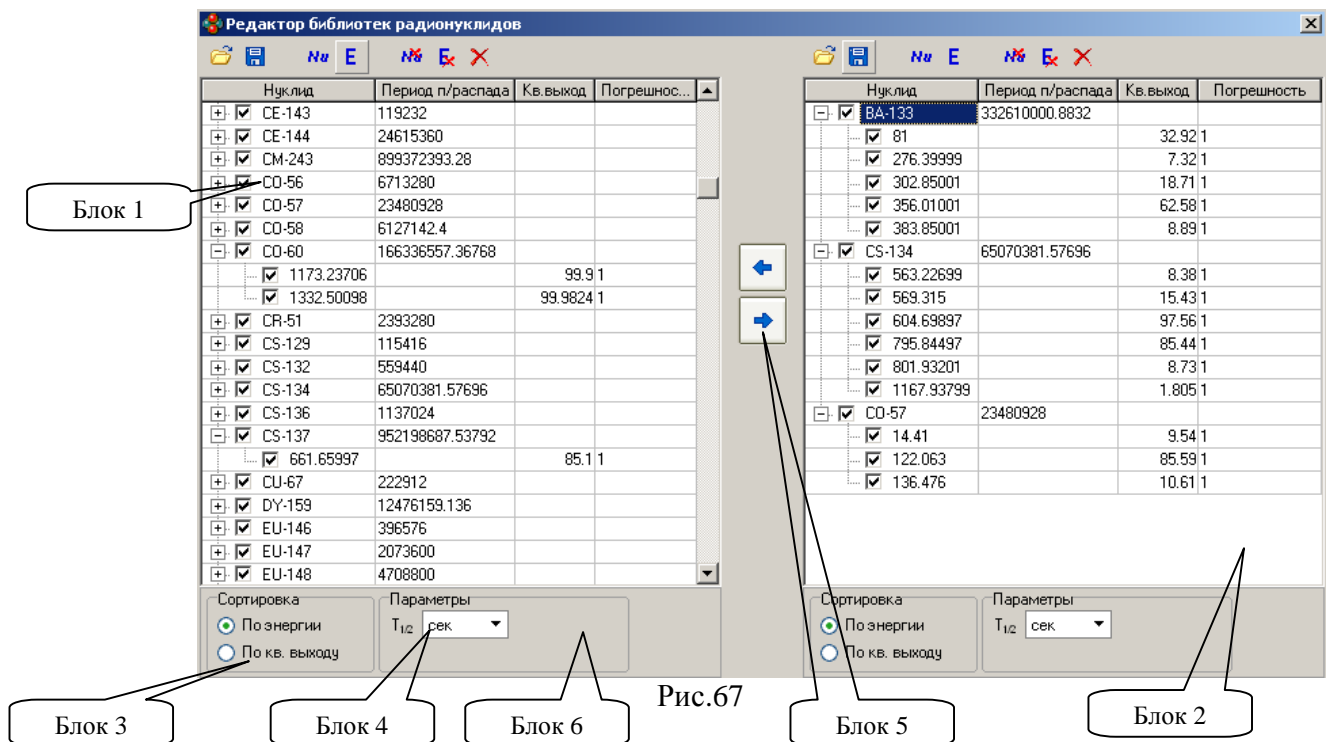 Редактор библиотек радионуклидов
Nu E Nu E
Nu E Nu E
Нуклид Период п/распада Кв.выход Погрешнос...
CE-143 119232
CE-144 24615360
CM-243 899372393.28
CO-56 6713280
CO-57 23480928
CO-58 6127142.4
CO-60 166336557.36768
1173.23706 99.9 1
1332.50098 99.9824 1
CR-51 2393280
CS-129 115416
CS-132 559440
CS-134 65070381.57696
CS-136 1137024
CS-137 952198687.53792
661.65997 85.1 1
CU-67 222912
DY-159 12476159.136
EU-146 396576
EU-147 2073600
EU-148 4708800
Сортировка
По энергии
По кв. выходу
Параметры
T1/2 сек
Нуклид Период п/распада Кв.выход Погрешность
BA-133 332610000.8832
81 32.92 1
276.39999 7.32 1
302.85001 18.71 1
356.01001 62.58 1
383.85001 8.89 1
CS-134 65070381.57696
563.22699 8.38 1
569.315 15.43 1
604.69897 97.56 1
795.84497 85.44 1
801.93201 8.73 1
1167.93799 1.805 1
CO-57 23480928
14.41 9.54 1
122.063 85.59 1
136.476 10.61 1
Сортировка
По энергии
По кв. выходу
Параметры
T1/2 сек
Блок 1
Рис.67
Блок 3
Блок 4
Блок 6
Блок 5
Блок 2